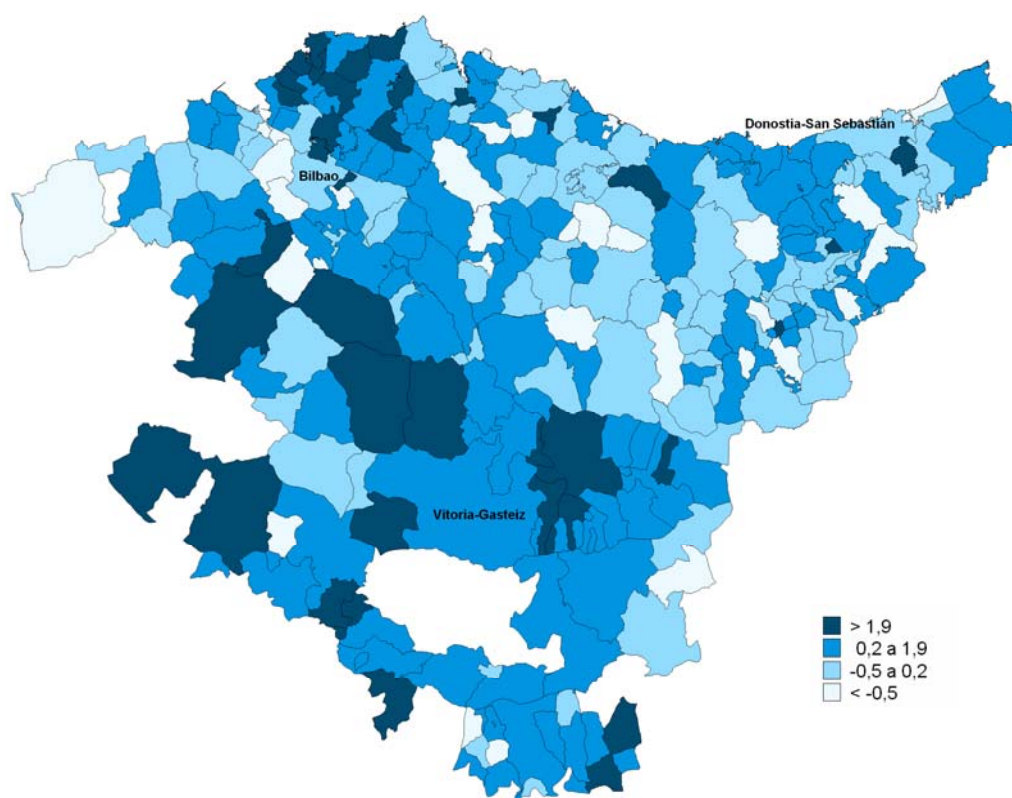 Donostia-San Sebastián
Bilbao
Vitoria-Gasteiz
> 1,9
0,2 a 1,9
-0,5 a 0,2
< -0,5